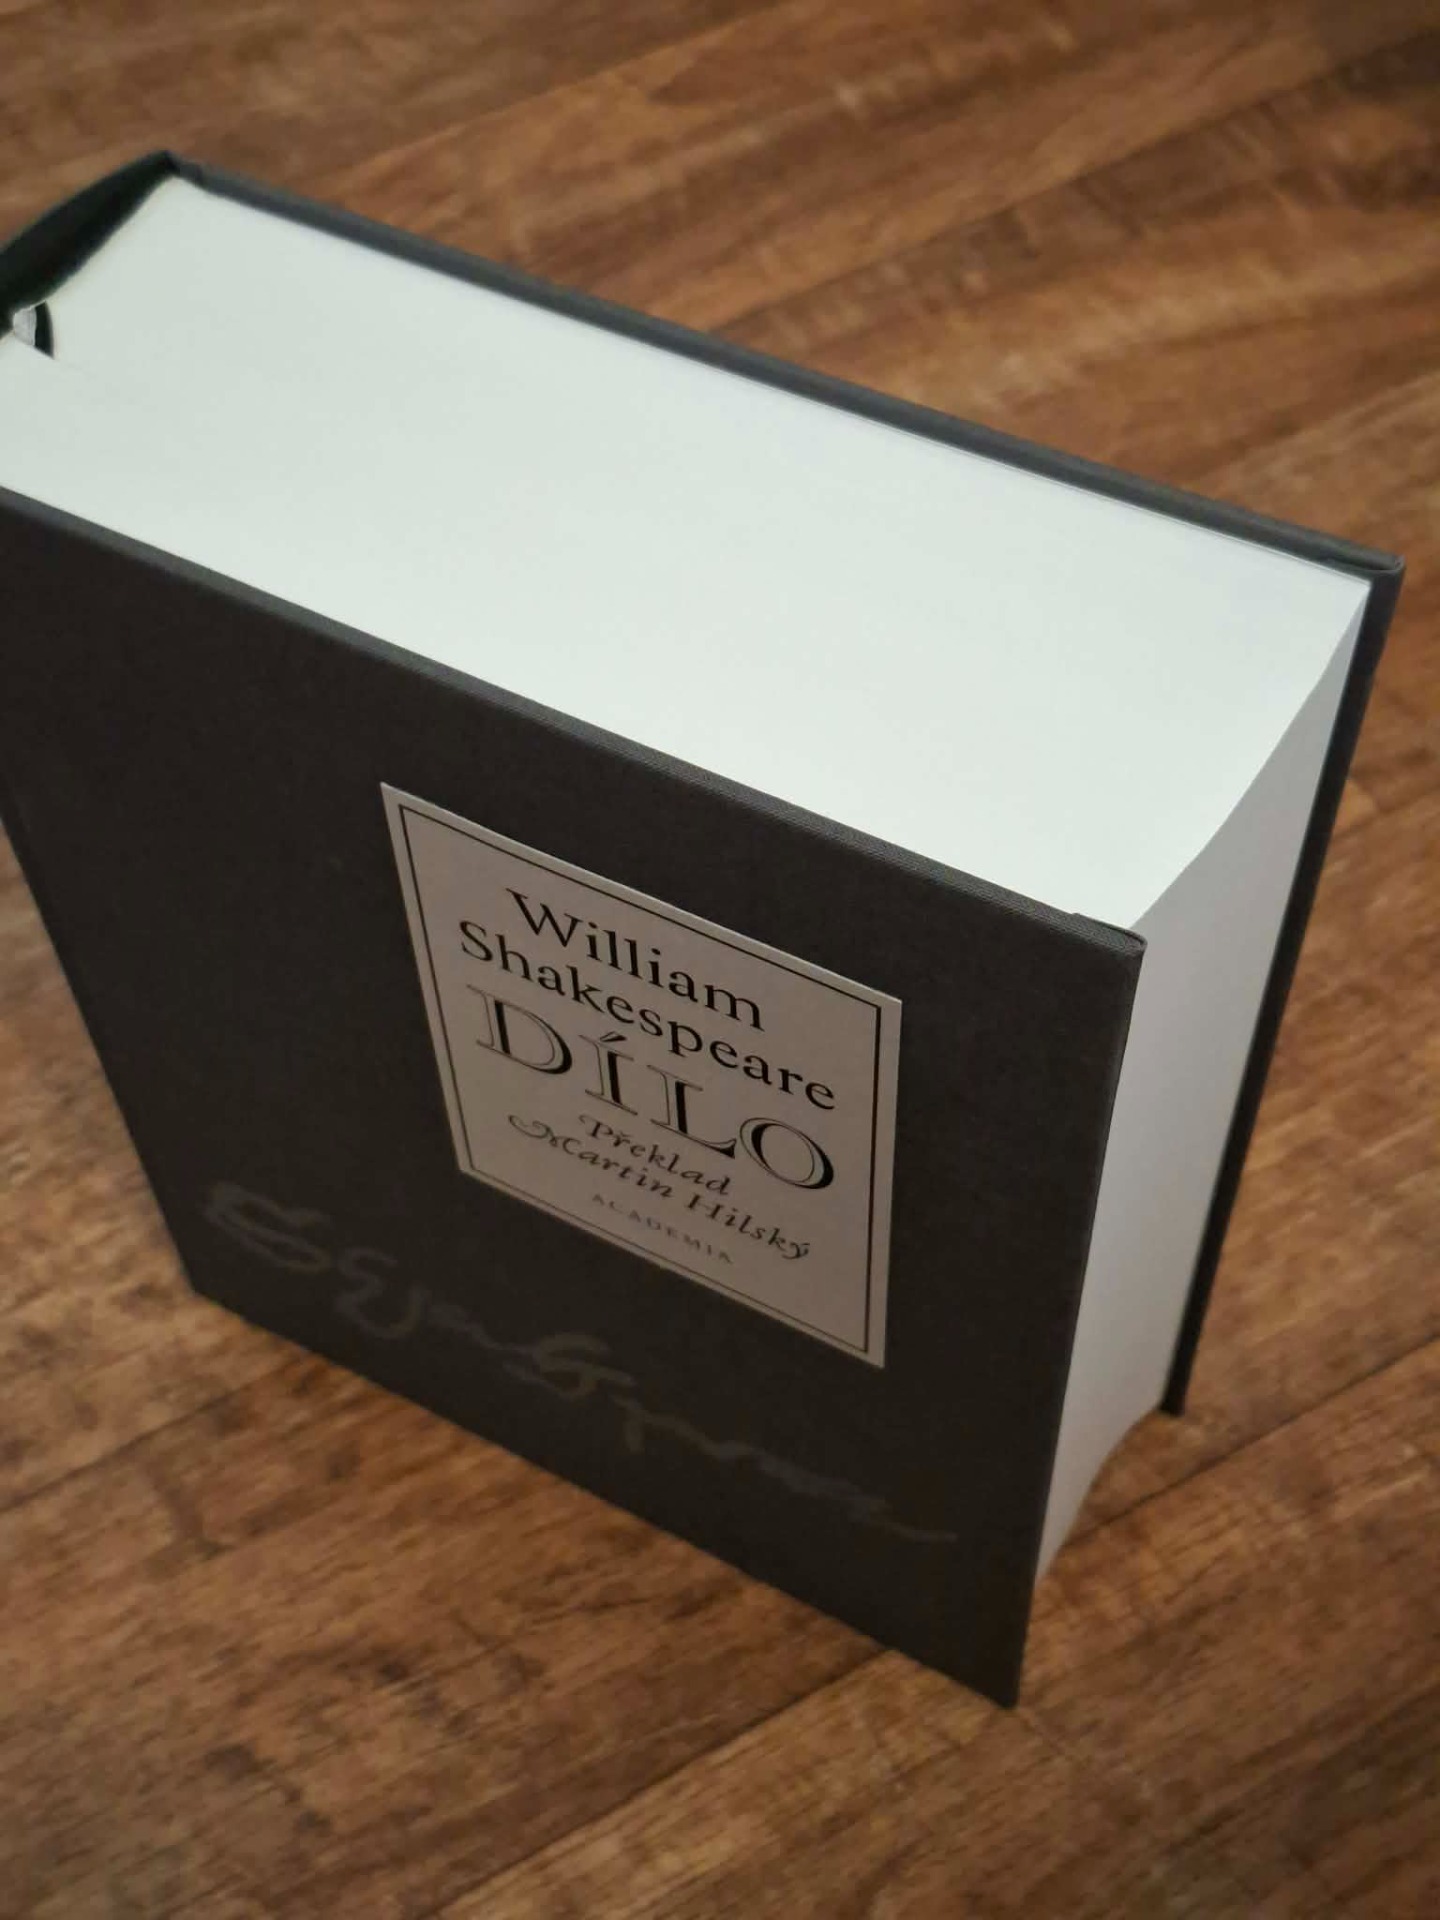 William
Shakespeare
DÍLO
Překlad
Martin Hilský
ACADEMIA